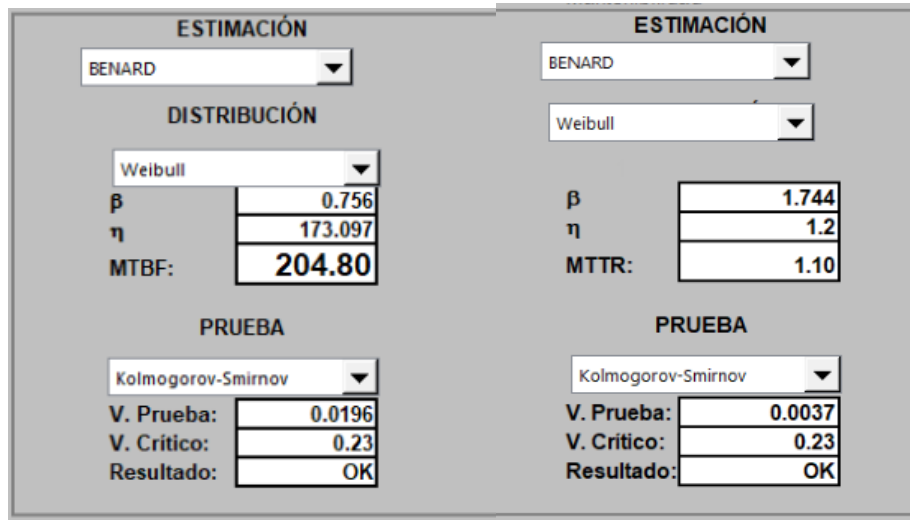 ESTIMACIÓN
BENARD
DISTRIBUCIÓN
Weibull
β 0.756
η 173.097
MTBF: 204.80
PRUEBA
Kolmogorov-Smirnov
V. Prueba: 0.0196
V. Crítico: 0.23
Resultado: OK
ESTIMACIÓN
BENARD
Weibull
β 1.744
η 1.2
MTTR: 1.10
PRUEBA
Kolmogorov-Smirnov
V. Prueba: 0.0037
V. Crítico: 0.23
Resultado: OK